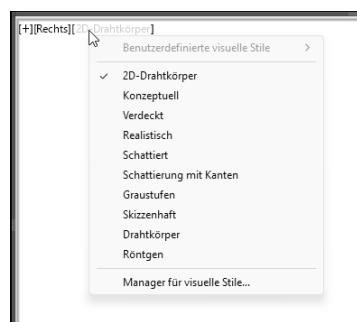 [+][Rechts][2D-Drahtkörper]
Benutzerdefinierte visuelle Stile
2D-Drahtkörper
Konzeptuell
Verdeckt
Realistisch
Schattiert
Schattierung mit Kanten
Graustufen
Skizzenhaft
Drahtkörper
Röntgen
Manager für visuelle Stile...